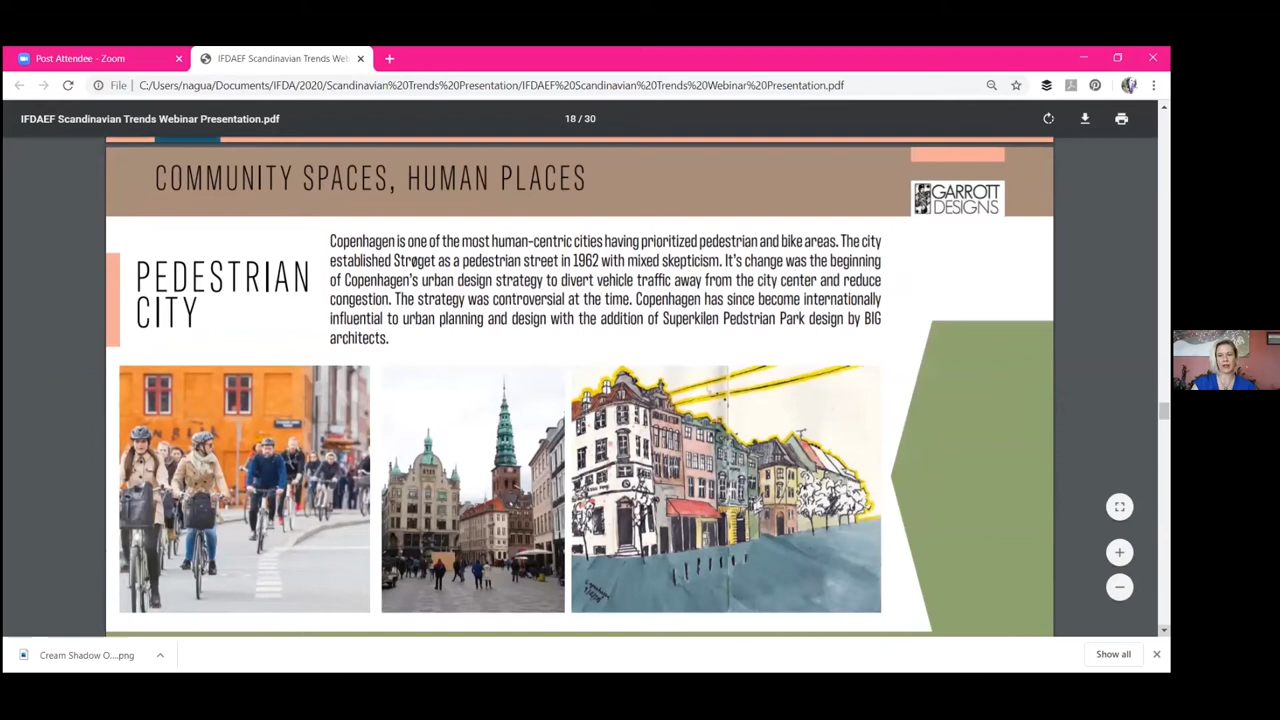 Post Attendee - Zoom
IFDAEF Scandinavian Trends Web
File C:/Users/nagua/Documents/IFDA/2020/Scandinavian%20Trends%20Presentation/IFDAEF%20Scandinavian%20Trends%20Webinar%20Presentation.pdf
IFDAEF Scandinavian Trends Webinar Presentation.pdf
18 / 30
COMMUNITY SPACES, HUMAN PLACES
GARROTT
DESIGNS
PEDESTRIAN
CITY
Copenhagen is one of the most human-centric cities having prioritized pedestrian and bike areas. The city
established Strøget as a pedestrian street in 1962 with mixed skepticism. It's change was the beginning
of Copenhagen's urban design strategy to divert vehicle traffic away from the city center and reduce
congestion. The strategy was controversial at the time. Copenhagen has since become internationally
influential to urban planning and design with the addition of Superkilen Pedstrian Park design by BIG
architects.
Cream Shadow O....png
Show all